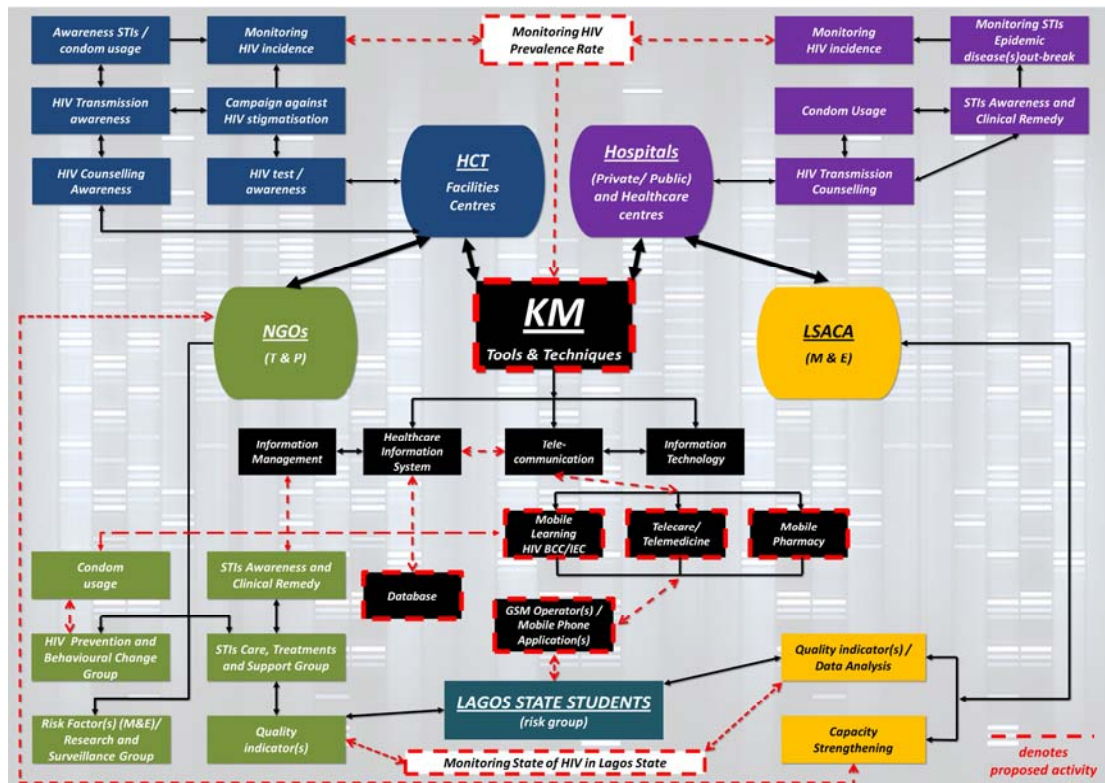 Awareness STIs /
condom usage
Monitoring
HIV incidence
Monitoring HIV
Prevalence Rate
Monitoring
HIV incidence
Monitoring STIs
Epidemic
disease(s)out-break
HIV Transmission
awareness
Campaign against
HIV stigmatisation
Condom Usage
STIs Awareness and
Clinical Remedy
HIV Counselling
Awareness
HIV test /
awareness
HCT
Facilities
Centres
Hospitals
(Private/ Public)
and Healthcare
centres
HIV Transmission
Counselling
NGOs
(T & P)
KM
Tools & Techniques
LSACA
(M & E)
Information
Management
Healthcare
Information
System
Tele-
communication
Information
Technology
Mobile
Learning
HIV BCC/IEC
Telecare/
Telemedicine
Mobile
Pharmacy
Condom
usage
STIs Awareness and
Clinical Remedy
Database
GSM Operator(s) /
Mobile Phone
Application(s)
HIV Prevention and
Behavioural Change
Group
STIs Care, Treatments
and Support Group
Quality indicator(s) /
Data Analysis
LAGOS STATE STUDENTS
(risk group)
Risk Factor(s) (M&E)/
Research and
Surveillance Group
Quality
indicator(s)
Monitoring State of HIV in Lagos State
Capacity
Strengthening
denotes
proposed activity